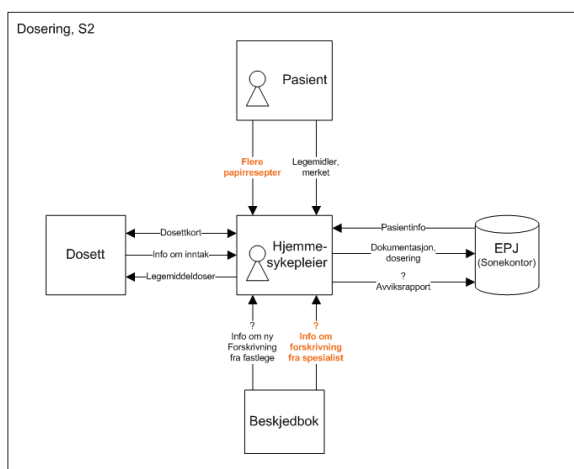 Dosering, S2
Pasient
Flere
papirresepter
Legemidler,
merket
Dosettkort
Info om inntak
Legemiddeldoser
Dosett
Hjemme-
sykepleier
Pasientinfo
Dokumentasjon,
dosering
?
Avviksrapport
EPJ
(Sonekontor)
?
Info om ny
Forskrivning
fra fastlege
?
Info om
forskrivning
fra spesialist
Beskjedbok